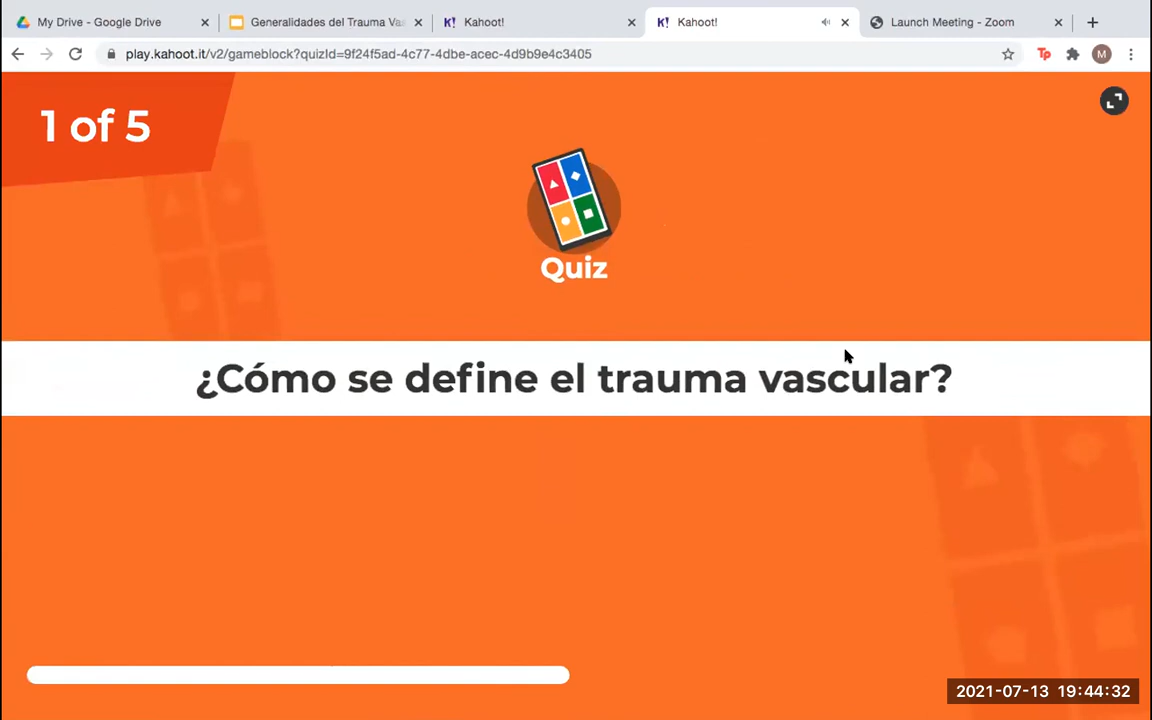 My Drive - Google Drive
Generalidades del Trauma Va
Kahoot!
Kahoot!
Launch Meeting - Zoom
play.kahoot.it/v2/gameblock?quizId=9f24f5ad-4c77-4dbe-acec-4d9b9e4c3405
Tp
M
1 of 5
Quiz
¿Cómo se define el trauma vascular?
2021-07-13 19:44:32